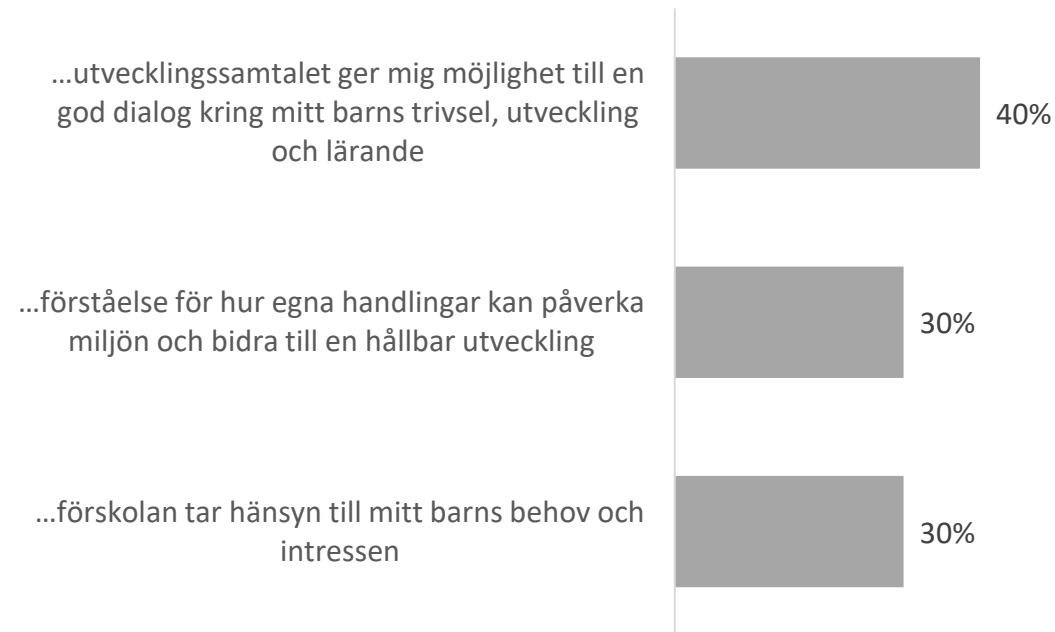 …utvecklingssamtalet ger mig möjlighet till en
god dialog kring mitt barns trivsel, utveckling
och lärande
40%
…förståelse för hur egna handlingar kan påverka
miljön och bidra till en hållbar utveckling
30%
…förskolan tar hänsyn till mitt barns behov och
intressen
30%